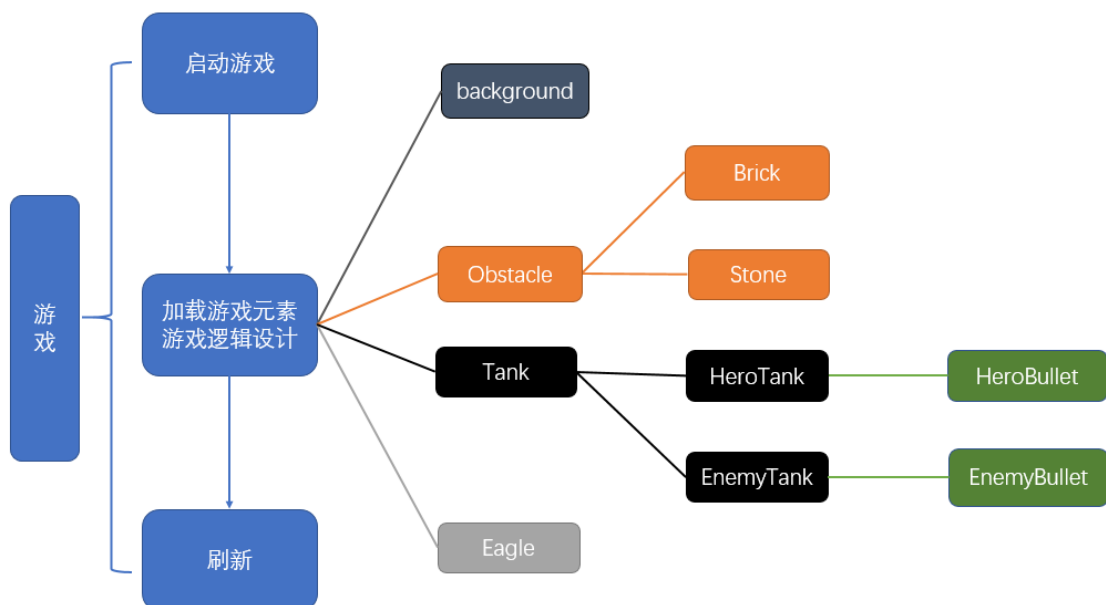 游
戏
启动游戏
加载游戏元素
游戏逻辑设计
刷新
background
Obstacle
Brick
Stone
Tank
HeroTank
HeroBullet
EnemyTank
EnemyBullet
Eagle